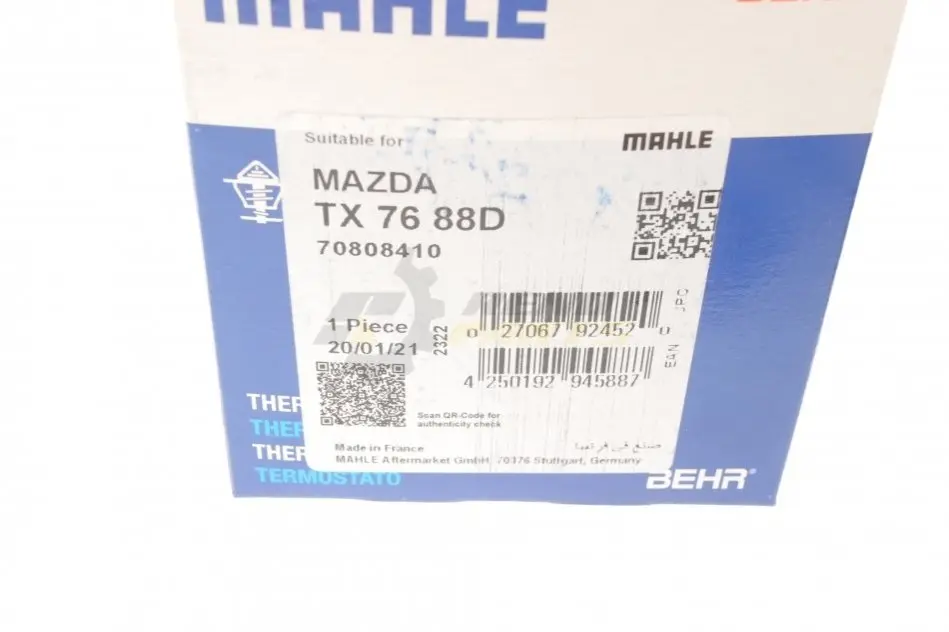 MAHLE
BEHR
Suitable for
MAHLE
MAZDA
TX 76 88D
70808410
1 Piece
20/01/21
2322
0 27067 92452 0
JPC
4 250192 945887
EAN
Scan QR-Code for
authenticity check
Made in France
صنع في فرنسا
MAHLE Aftermarket GmbH, 70376 Stuttgart, Germany
THER
THER
THER
TERMOSTATO
BEHR